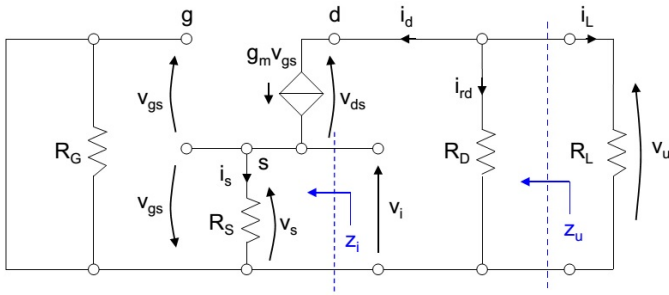 g
d
i_d
i_L
g_m v_gs
v_gs
v_ds
i_rd
R_G
s
R_D
R_L
v_u
v_gs
i_s
R_S
v_s
z_i
v_i
z_u